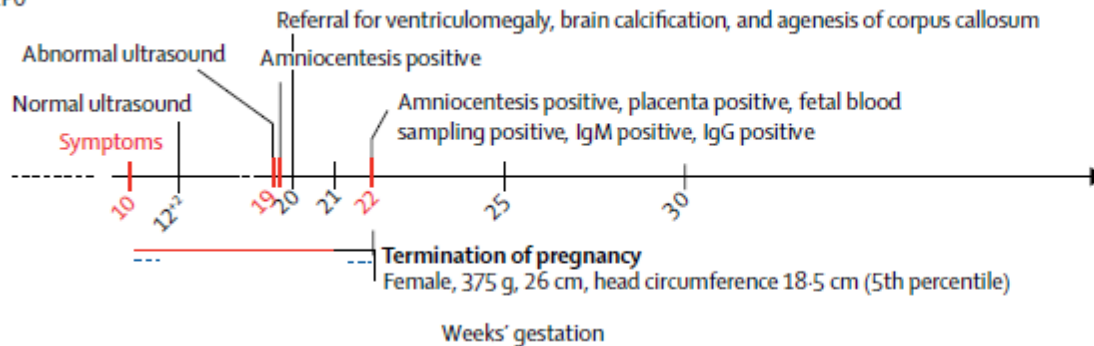 Referral for ventriculomegaly, brain calcification, and agenesis of corpus callosum
Abnormal ultrasound
Amniocentesis positive
Normal ultrasound
Amniocentesis positive, placenta positive, fetal blood
sampling positive, IgM positive, IgG positive
Symptoms
10
12⁺²
19
20
21
22
25
30
Termination of pregnancy
Female, 375 g, 26 cm, head circumference 18·5 cm (5th percentile)
Weeks' gestation